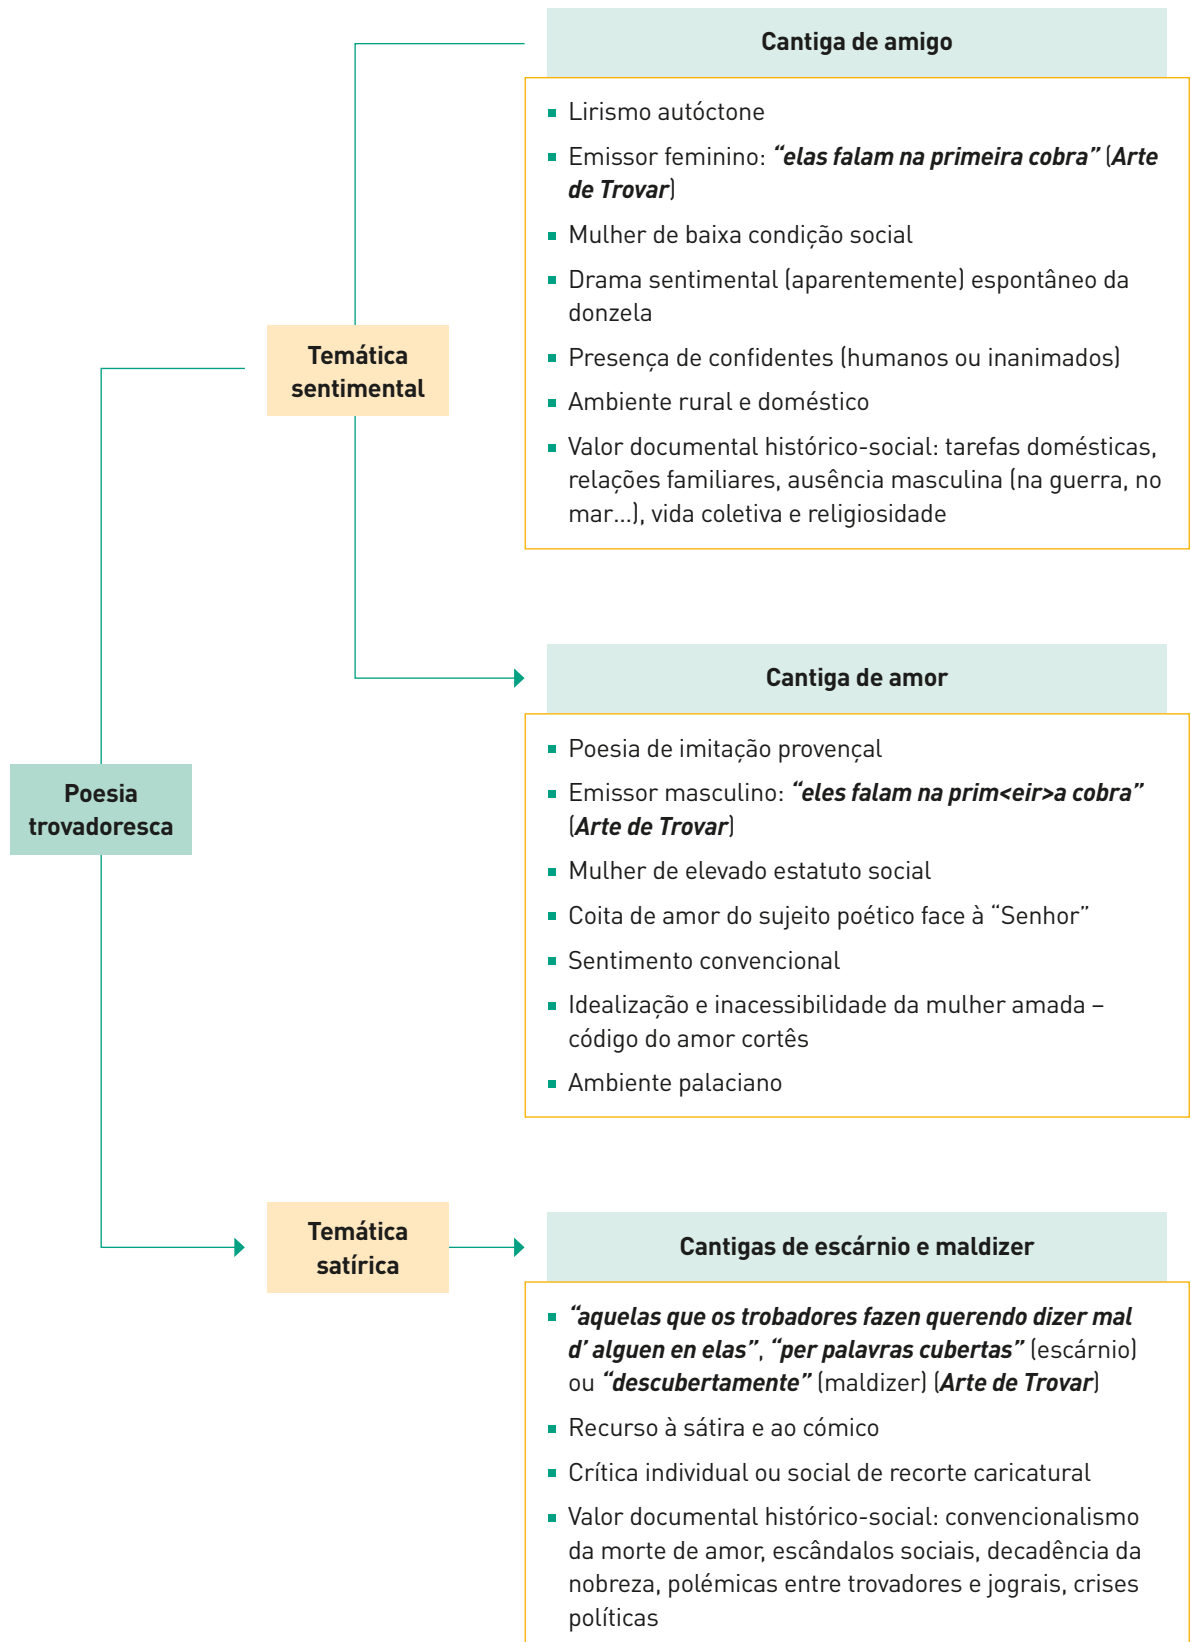 Cantiga de amigo
Lirismo autóctone
Emissor feminino: “elas falam na primeira cobra” (Arte
de Trovar)
Mulher de baixa condição social
Drama sentimental (aparentemente) espontâneo da
donzela
Presença de confidentes (humanos ou inanimados)
Ambiente rural e doméstico
Valor documental histórico-social: tarefas domésticas,
relações familiares, ausência masculina (na guerra, no
mar…), vida coletiva e religiosidade
Temática
sentimental
Cantiga de amor
Poesia de imitação provençal
Emissor masculino: “eles falam na prim<eir>a cobra”
(Arte de Trovar)
Mulher de elevado estatuto social
Coita de amor do sujeito poético face à “Senhor”
Sentimento convencional
Idealização e inacessibilidade da mulher amada –
código do amor cortês
Ambiente palaciano
Poesia
trovadoresca
Temática
satírica
Cantigas de escárnio e maldizer
“aquelas que os trobadores fazen querendo dizer mal
d’ alguen en elas”, “per palavras cubertas” (escárnio)
ou “descubertamente” (maldizer) (Arte de Trovar)
Recurso à sátira e ao cómico
Crítica individual ou social de recorte caricatural
Valor documental histórico-social: convencionalismo
da morte de amor, escândalos sociais, decadência da
nobreza, polémicas entre trovadores e jograis, crises
políticas